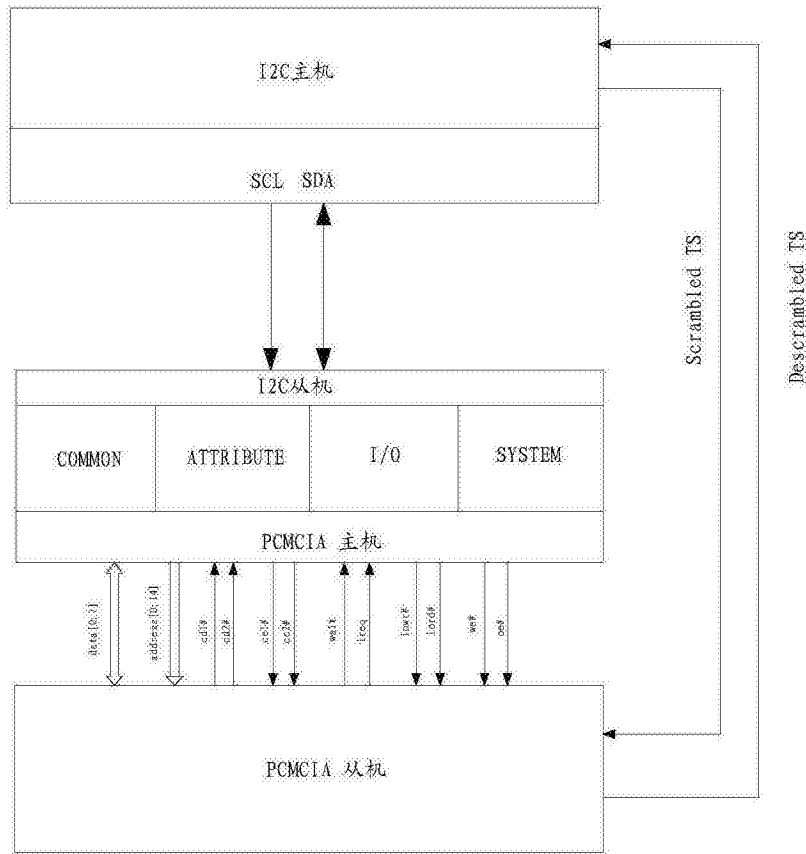 I2C主机
SCL SDA
Scrambled TS
Descrambled TS
I2C从机
COMMON
ATTRIBUTE
I/O
SYSTEM
PCMCIA 主机
data[0:7]
address[0:14]
cd1#
cd2#
ce1#
ce2#
wait
ireq
iowr#
iord#
we#
oe#
PCMCIA 从机